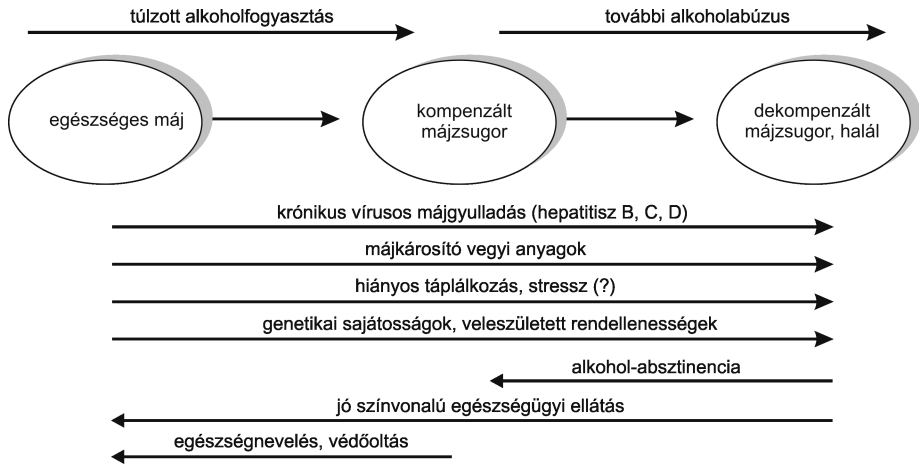 túlzott alkoholfogyasztás
további alkoholabúzus
egészséges máj
kompenzált
májzsugor
dekompenzált
májzsugor, halál
krónikus vírusos májgyulladás (hepatitisz B, C, D)
májkárosító vegyi anyagok
hiányos táplálkozás, stressz (?)
genetikai sajátosságok, veleszületett rendellenességek
alkohol-absztinencia
jó színvonalú egészségügyi ellátás
egészségnevelés, védőoltás